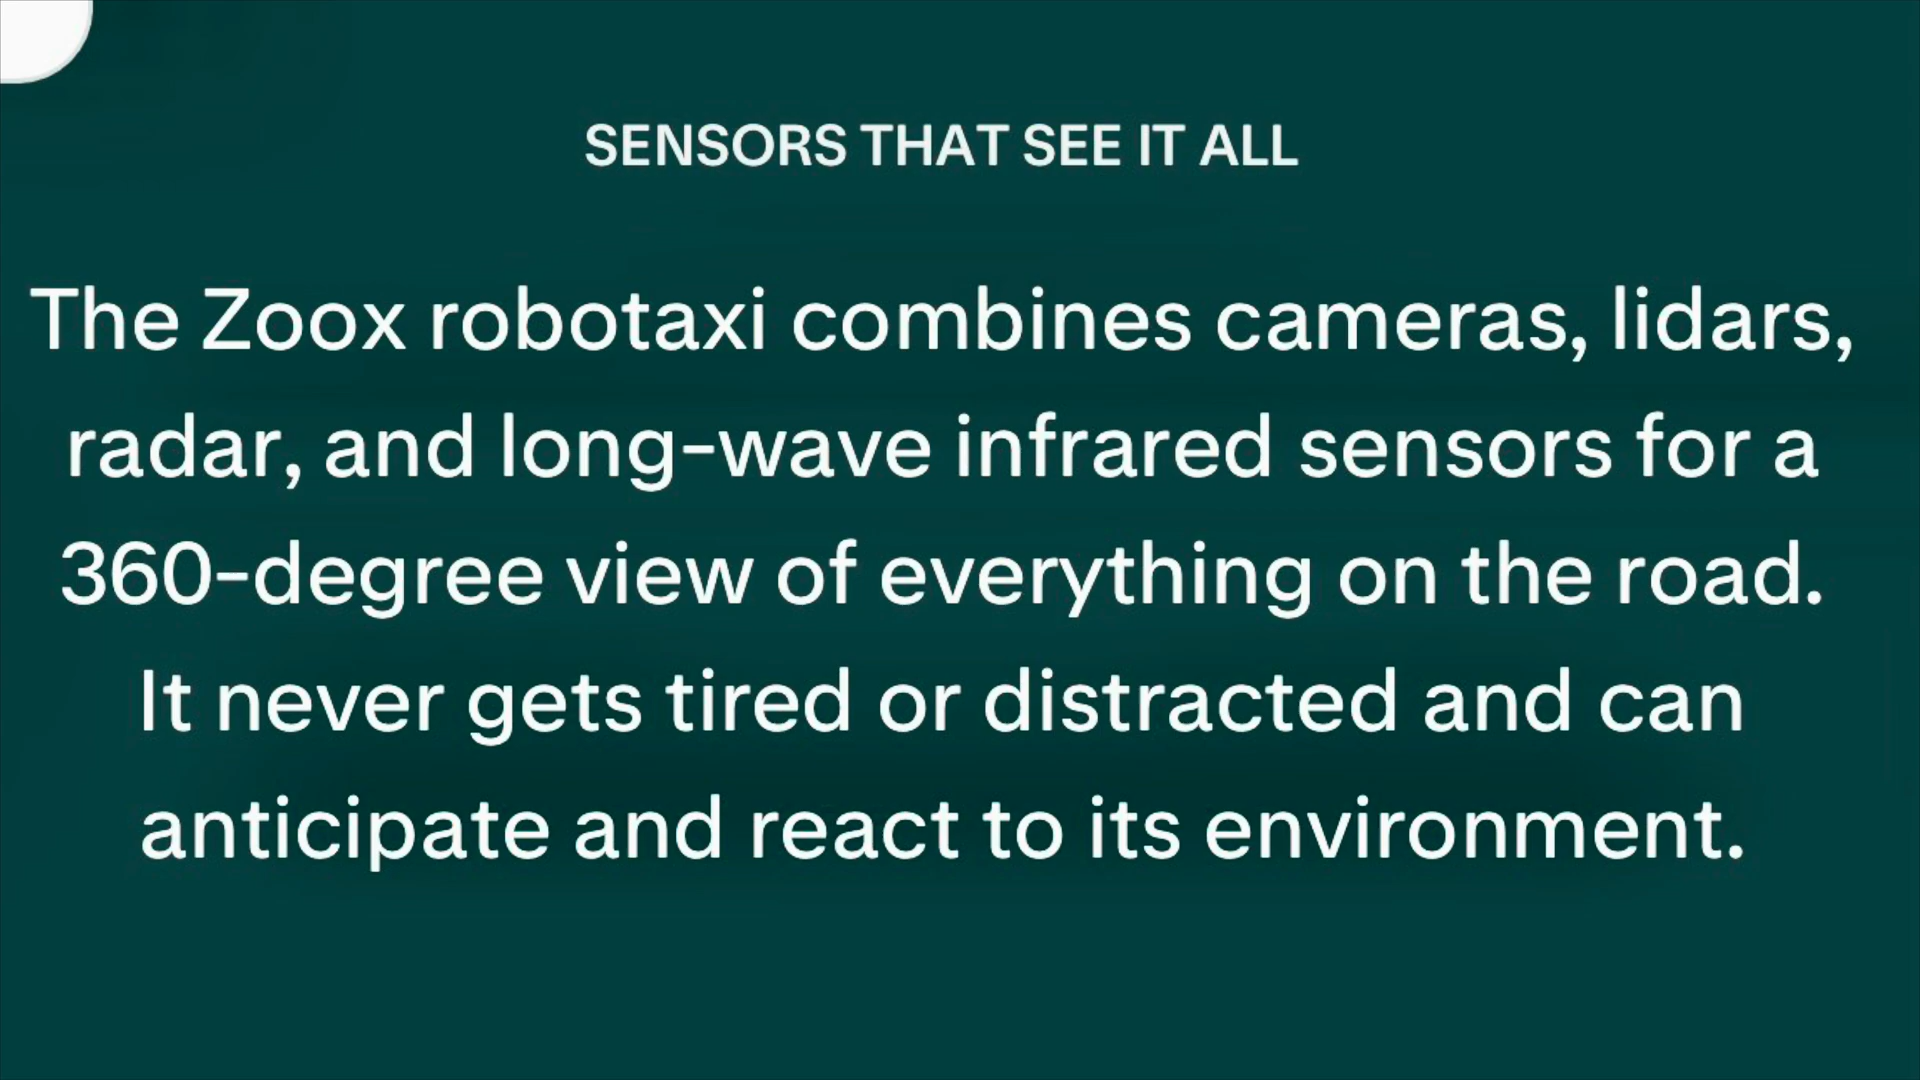 SENSORS THAT SEE IT ALL
The Zoox robotaxi combines cameras, lidars,
radar, and long-wave infrared sensors for a
360-degree view of everything on the road.
It never gets tired or distracted and can
anticipate and react to its environment.